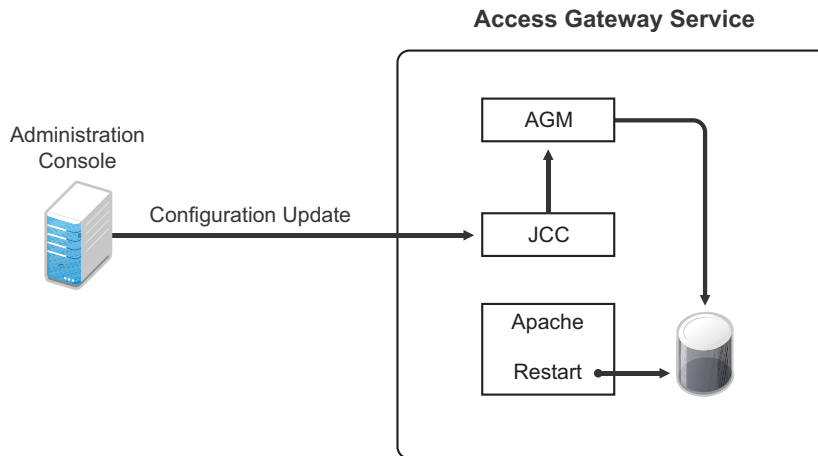 Access Gateway Service
AGM
Administration
Console
Configuration Update
JCC
Apache
Restart